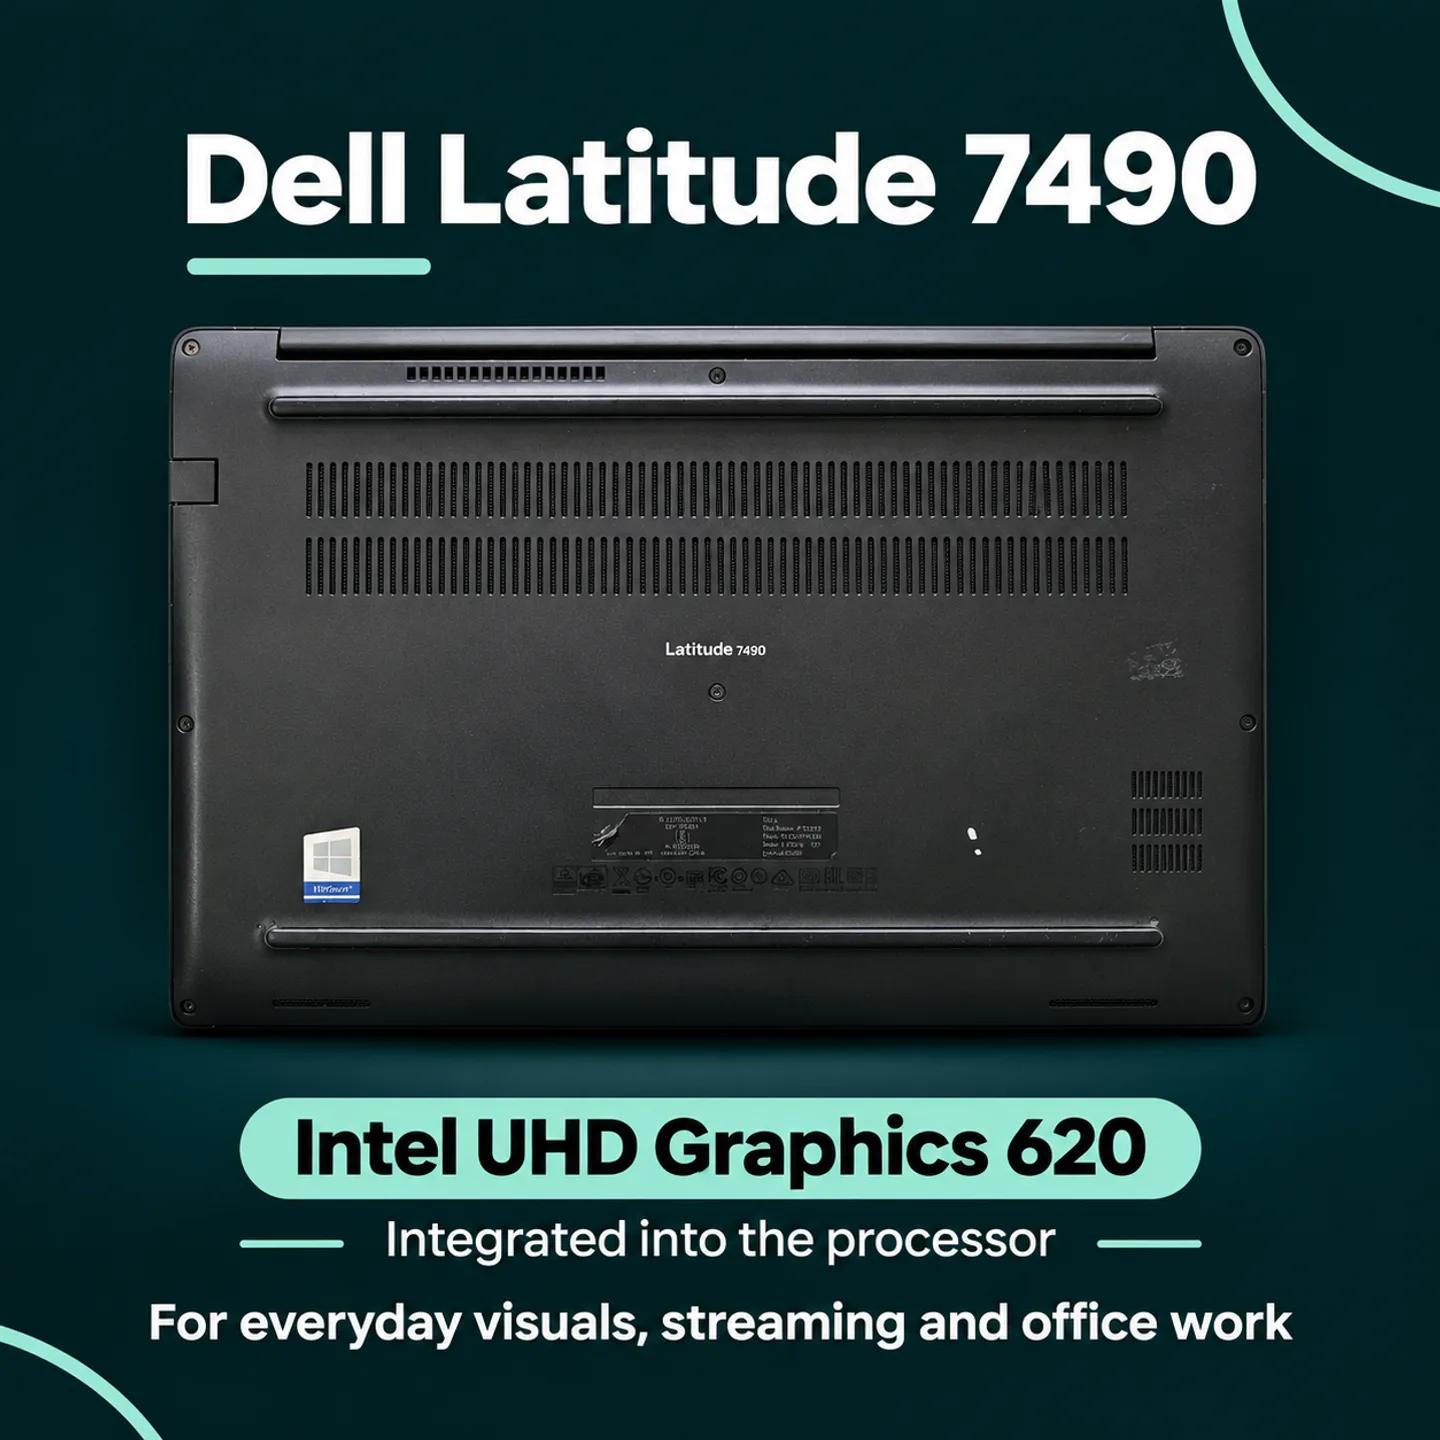 Dell Latitude 7490
Latitude 7490
Intel UHD Graphics 620
Integrated into the processor
For everyday visuals, streaming and office work